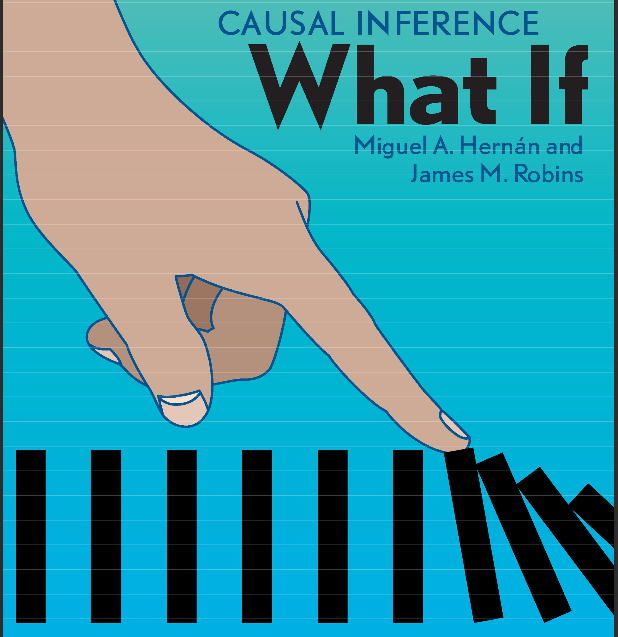 CAUSAL INFERENCE
What If
Miguel A. Hernán and
James M. Robins